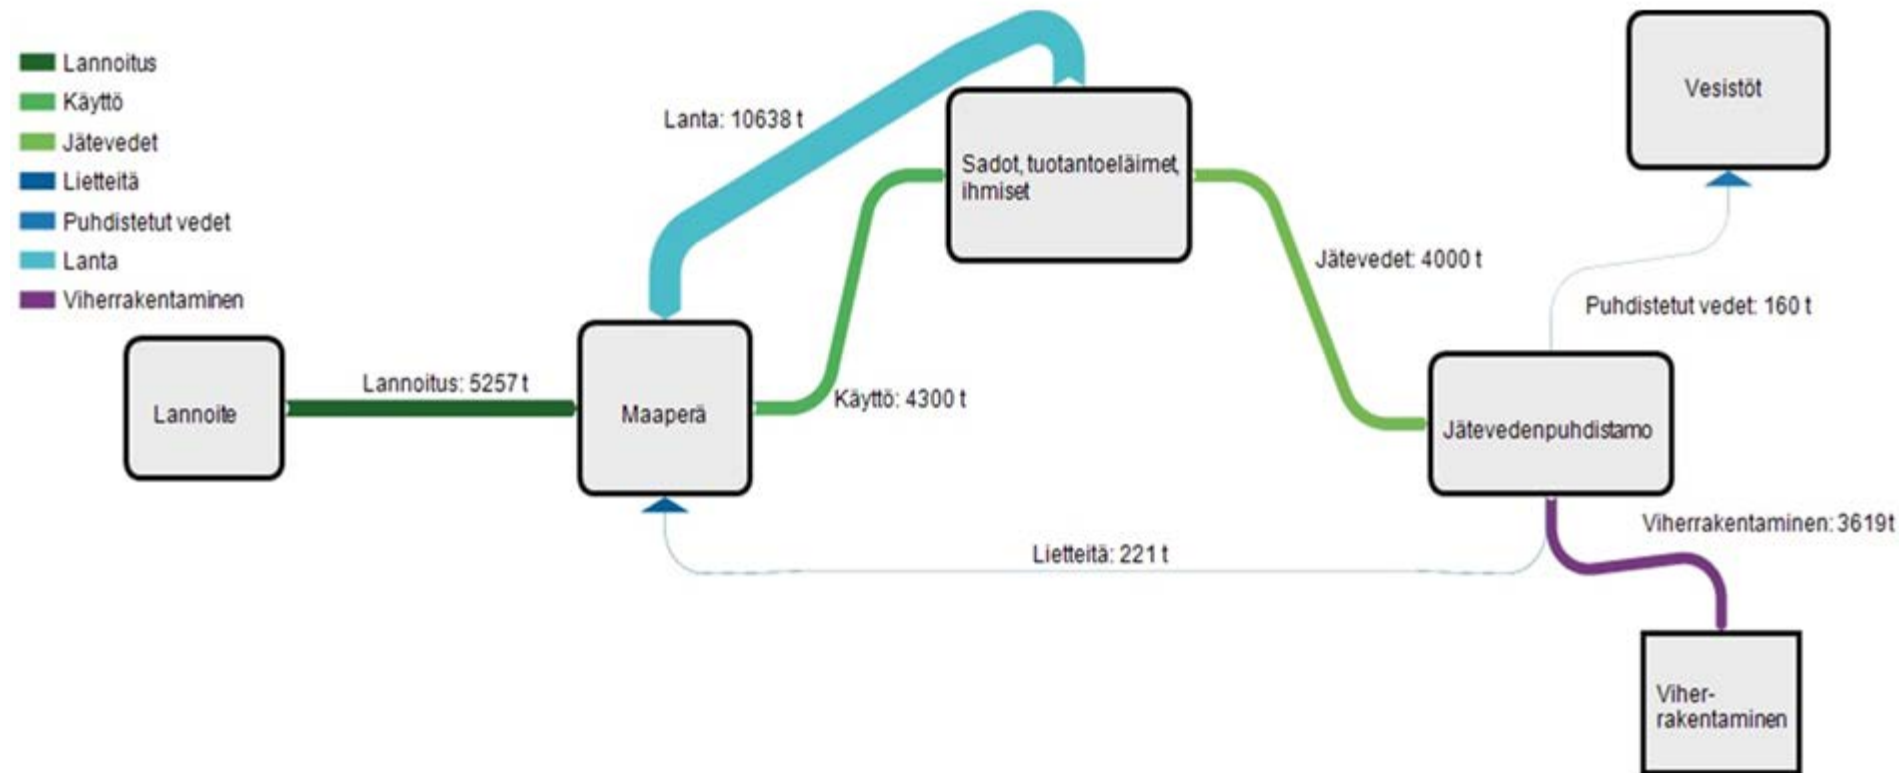 Lannoitus
Käyttö
Jätevedet
Lietteitä
Puhdistetut vedet
Lanta
Viherrakentaminen
Lanta: 10638 t
Sadot, tuotantoeläimet,
ihmiset
Vesistöt
Jätevedet: 4000 t
Puhdistetut vedet: 160 t
Lannoite
Lannoitus: 5257 t
Maaperä
Käyttö: 4300 t
Jätevedenpuhdistamo
Lietteitä: 221 t
Viherrakentaminen: 3619t
Viher-
rakentaminen